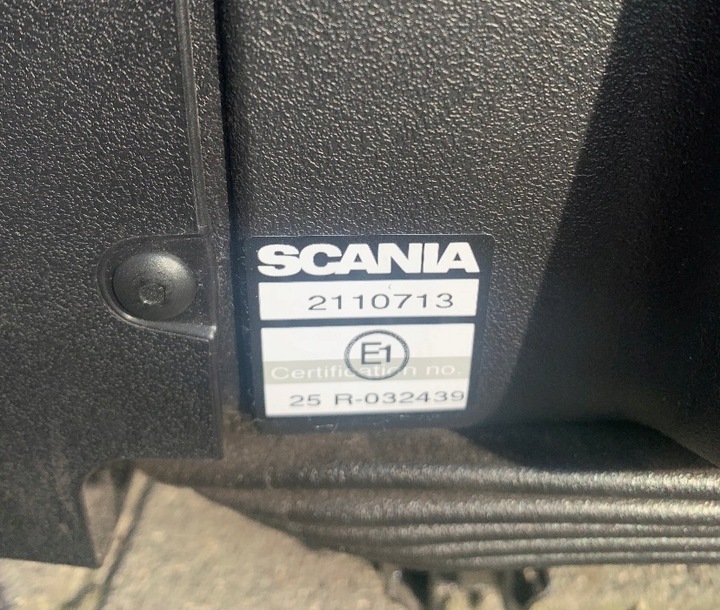 SCANIA
2110713
E1
Certification no.
25 R-032439